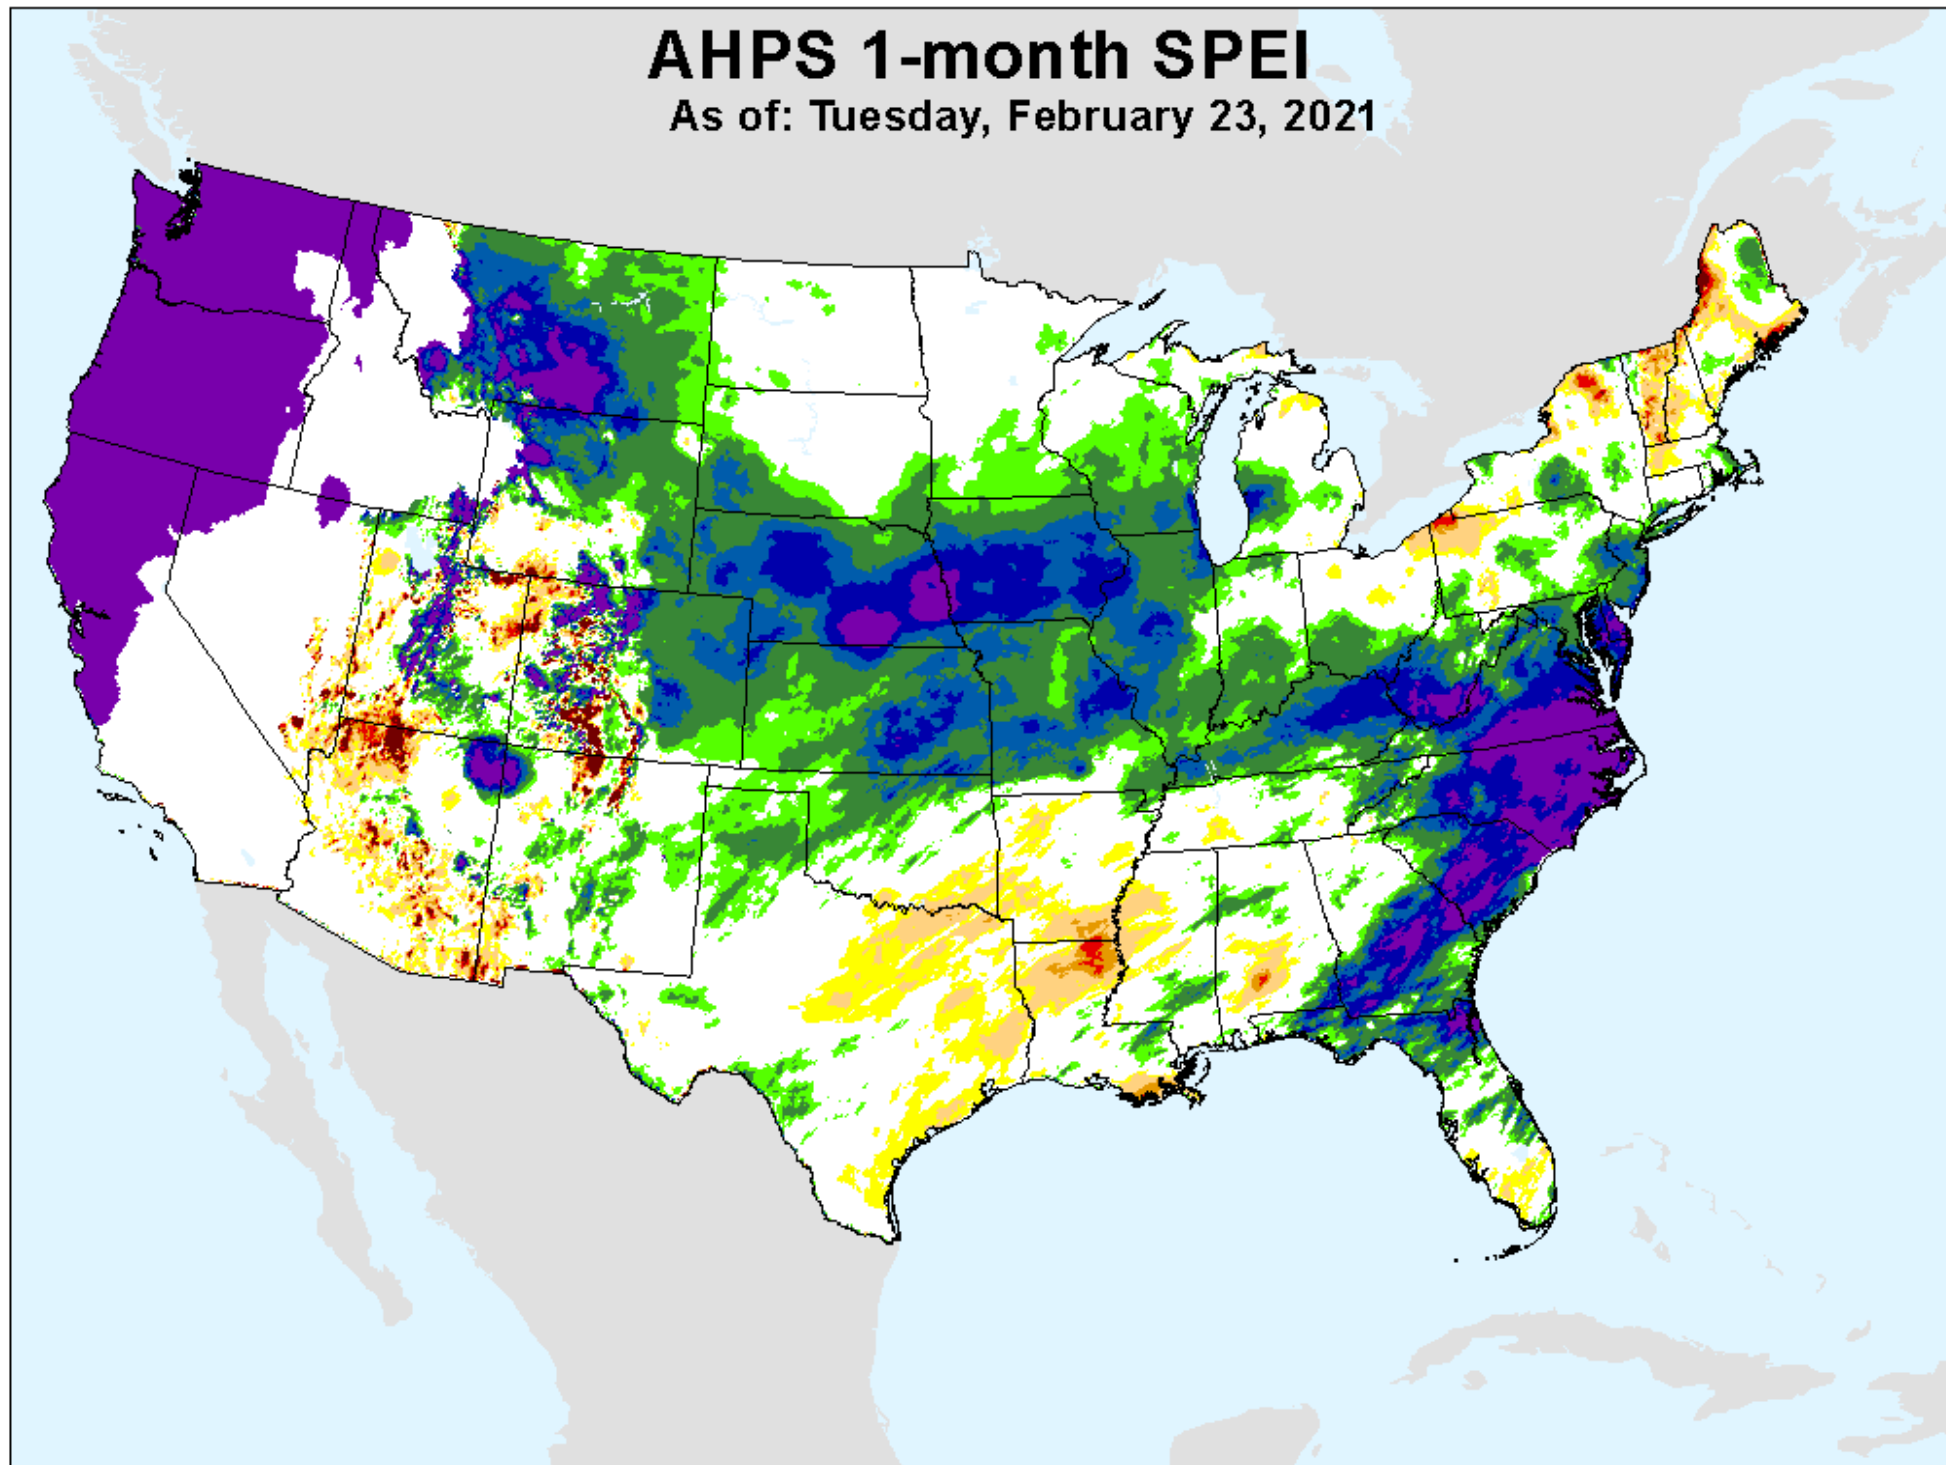 AHPS 1-month SPEI
As of: Tuesday, February 23, 2021